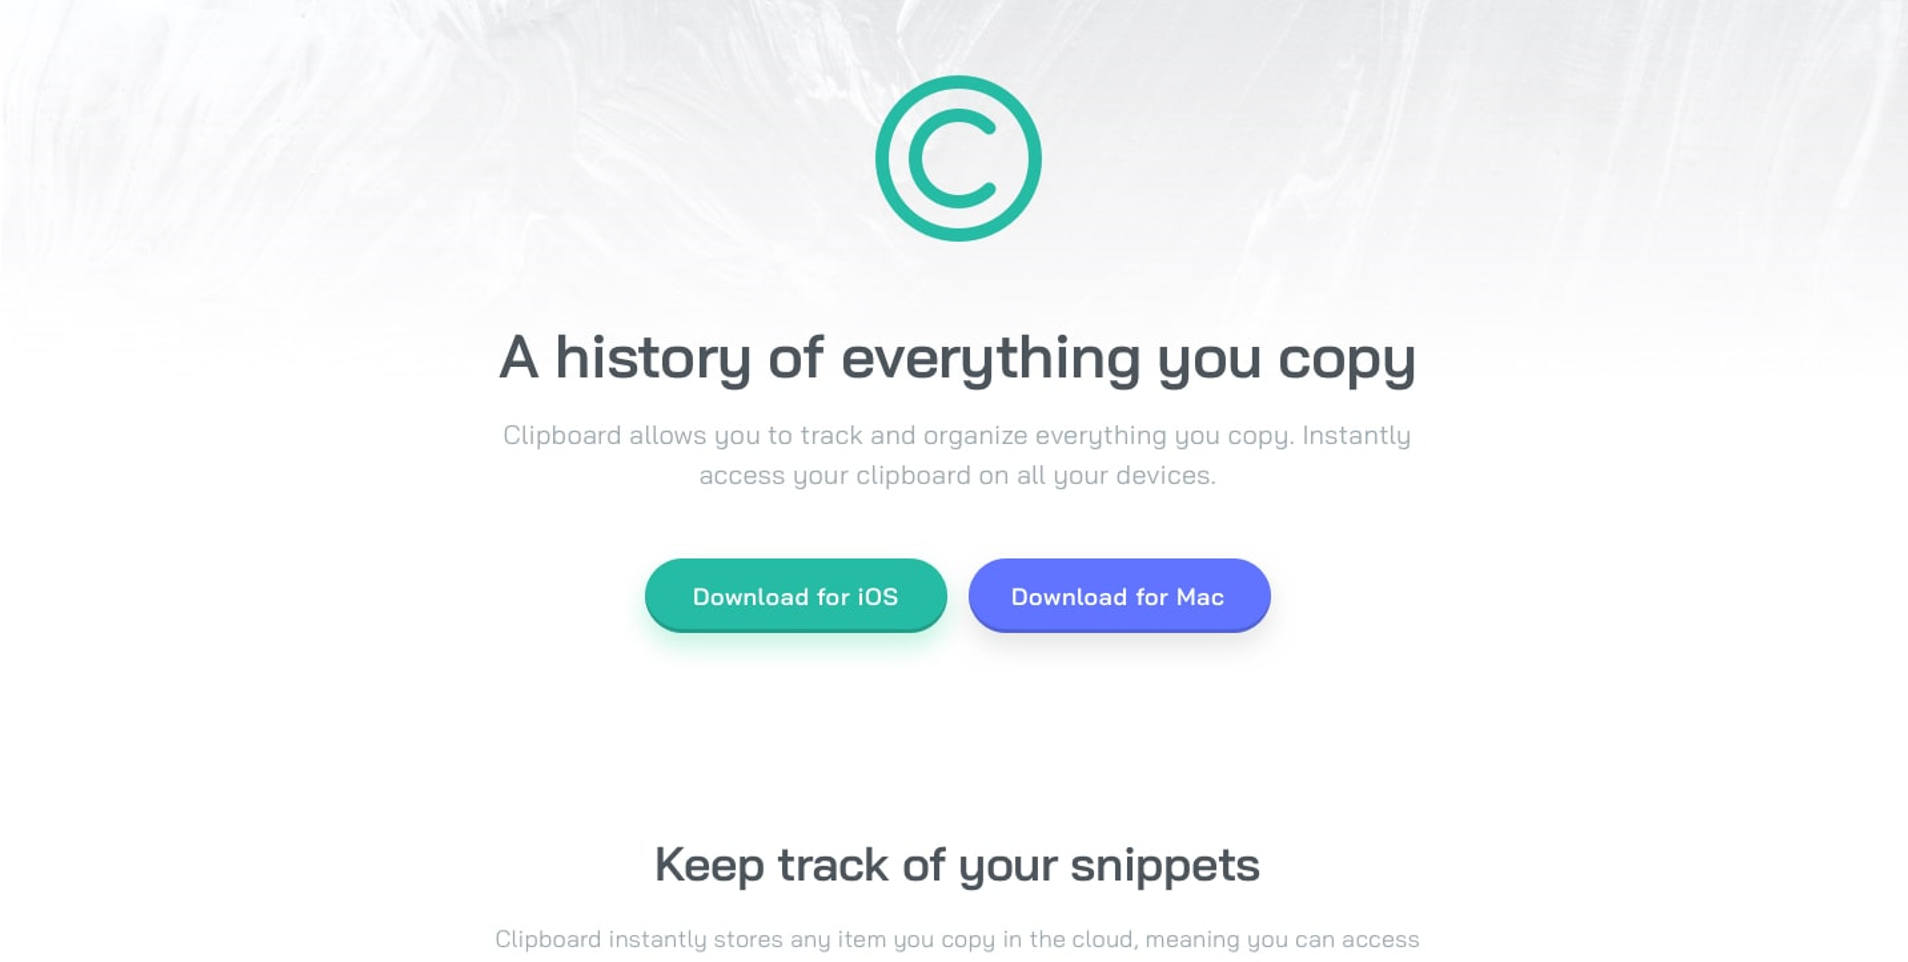 A history of everything you copy
Clipboard allows you to track and organize everything you copy. Instantly
access your clipboard on all your devices.
Download for iOS
Download for Mac
Keep track of your snippets
Clipboard instantly stores any item you copy in the cloud, meaning you can access